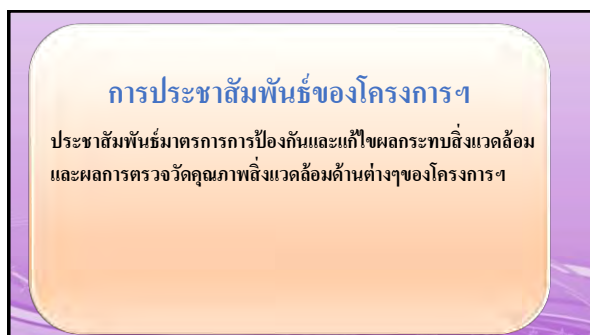 การประชาสัมพันธ์ของโครงการฯ
ประชาสัมพันธ์มาตรการการป้องกันและแก้ไขผลกระทบสิ่งแวดล้อม
และผลการตรวจวัดคุณภาพสิ่งแวดล้อมด้านต่างๆของโครงการฯ